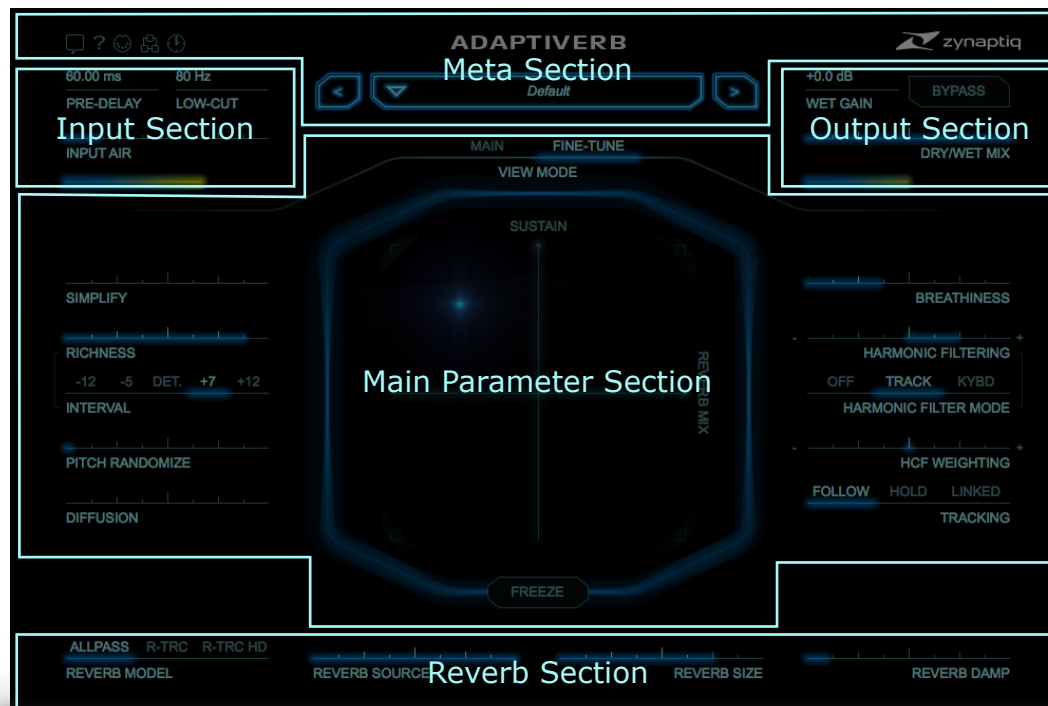 ?
ADAPTIVERB
zynaptiq
Meta Section
<
Default
>
60.00 ms
80 Hz
PRE-DELAY
LOW-CUT
Input Section
INPUT AIR
+0.0 dB
BYPASS
WET GAIN
Output Section
DRY/WET MIX
MAIN
FINE-TUNE
VIEW MODE
SUSTAIN
SIMPLIFY
BREATHINESS
RICHNESS
- +
HARMONIC FILTERING
Main Parameter Section
REVERB MIX
-12 -5 DET. +7 +12
INTERVAL
OFF TRACK KYBD
HARMONIC FILTER MODE
PITCH RANDOMIZE
- +
HCF WEIGHTING
DIFFUSION
FOLLOW HOLD LINKED
TRACKING
FREEZE
ALLPASS R-TRC R-TRC HD
REVERB MODEL
REVERB SOURCE
Reverb Section
REVERB SIZE
REVERB DAMP